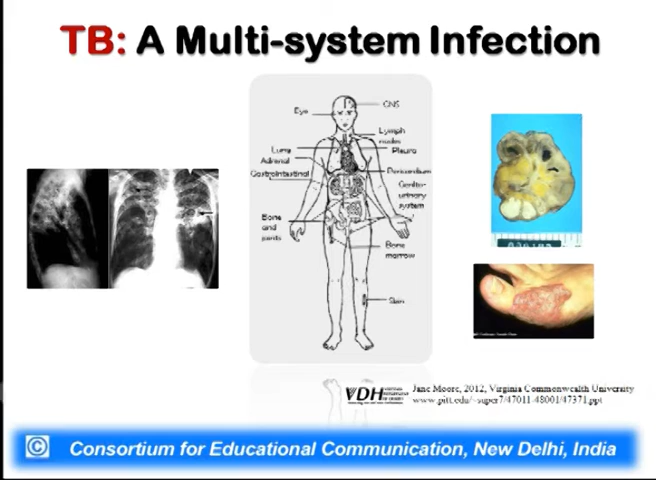 TB: A Multi-system Infection
CNS
Eye
Lymph
nodes
Lung
Pleura
Adrenal
Pericardium
Gastrointestinal
Genito-
urinary
system
Bone
and
joints
Bone
marrow
Skin
VDH
Jane Moore, 2012, Virginia Commonwealth University
www.pitt.edu/~super7/47011-48001/47371.ppt
© Consortium for Educational Communication, New Delhi, India